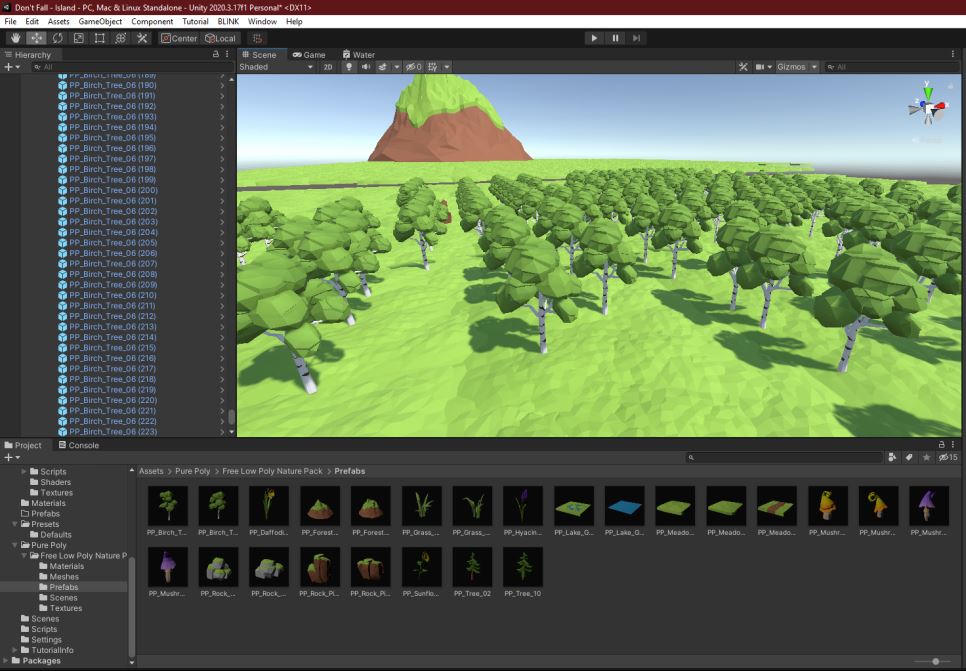 Don't Fall - Island - PC, Mac & Linux Standalone - Unity 2020.3.17f1 Personal* <DX11>
File Edit Assets GameObject Component Tutorial BLINK Window Help
Center Local
Hierarchy
All
PP_Birch_Tree_06 (189)
PP_Birch_Tree_06 (190)
PP_Birch_Tree_06 (191)
PP_Birch_Tree_06 (192)
PP_Birch_Tree_06 (193)
PP_Birch_Tree_06 (194)
PP_Birch_Tree_06 (195)
PP_Birch_Tree_06 (196)
PP_Birch_Tree_06 (197)
PP_Birch_Tree_06 (198)
PP_Birch_Tree_06 (199)
PP_Birch_Tree_06 (200)
PP_Birch_Tree_06 (201)
PP_Birch_Tree_06 (202)
PP_Birch_Tree_06 (203)
PP_Birch_Tree_06 (204)
PP_Birch_Tree_06 (205)
PP_Birch_Tree_06 (206)
PP_Birch_Tree_06 (207)
PP_Birch_Tree_06 (208)
PP_Birch_Tree_06 (209)
PP_Birch_Tree_06 (210)
PP_Birch_Tree_06 (211)
PP_Birch_Tree_06 (212)
PP_Birch_Tree_06 (213)
PP_Birch_Tree_06 (214)
PP_Birch_Tree_06 (215)
PP_Birch_Tree_06 (216)
PP_Birch_Tree_06 (217)
PP_Birch_Tree_06 (218)
PP_Birch_Tree_06 (219)
PP_Birch_Tree_06 (220)
PP_Birch_Tree_06 (221)
PP_Birch_Tree_06 (222)
PP_Birch_Tree_06 (223)
Scene Game Water
Shaded 2D 0 Gizmos All
y
x
Project Console
15
Scripts
Shaders
Textures
Materials
Prefabs
Presets
Defaults
Pure Poly
Free Low Poly Nature P
Materials
Meshes
Prefabs
Scenes
Textures
Scenes
Scripts
Settings
TutorialInfo
Packages
Assets > Pure Poly > Free Low Poly Nature Pack > Prefabs
PP_Birch_T... PP_Birch_T... PP_Daffodi... PP_Forest... PP_Forest... PP_Grass_... PP_Grass_... PP_Hyacin... PP_Lake_G... PP_Lake_G... PP_Meado... PP_Meado... PP_Meado... PP_Mushr... PP_Mushr... PP_Mushr...
PP_Mushr... PP_Rock_... PP_Rock_... PP_Rock_Pi... PP_Rock_Pi... PP_Sunflo... PP_Tree_02 PP_Tree_10